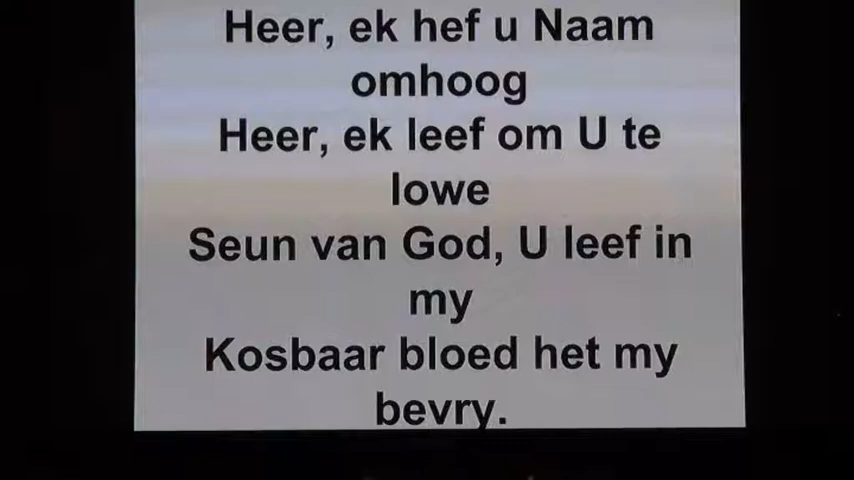 Heer, ek hef u Naam
omhoog
Heer, ek leef om U te
lowe
Seun van God, U leef in
my
Kosbaar bloed het my
bevry.